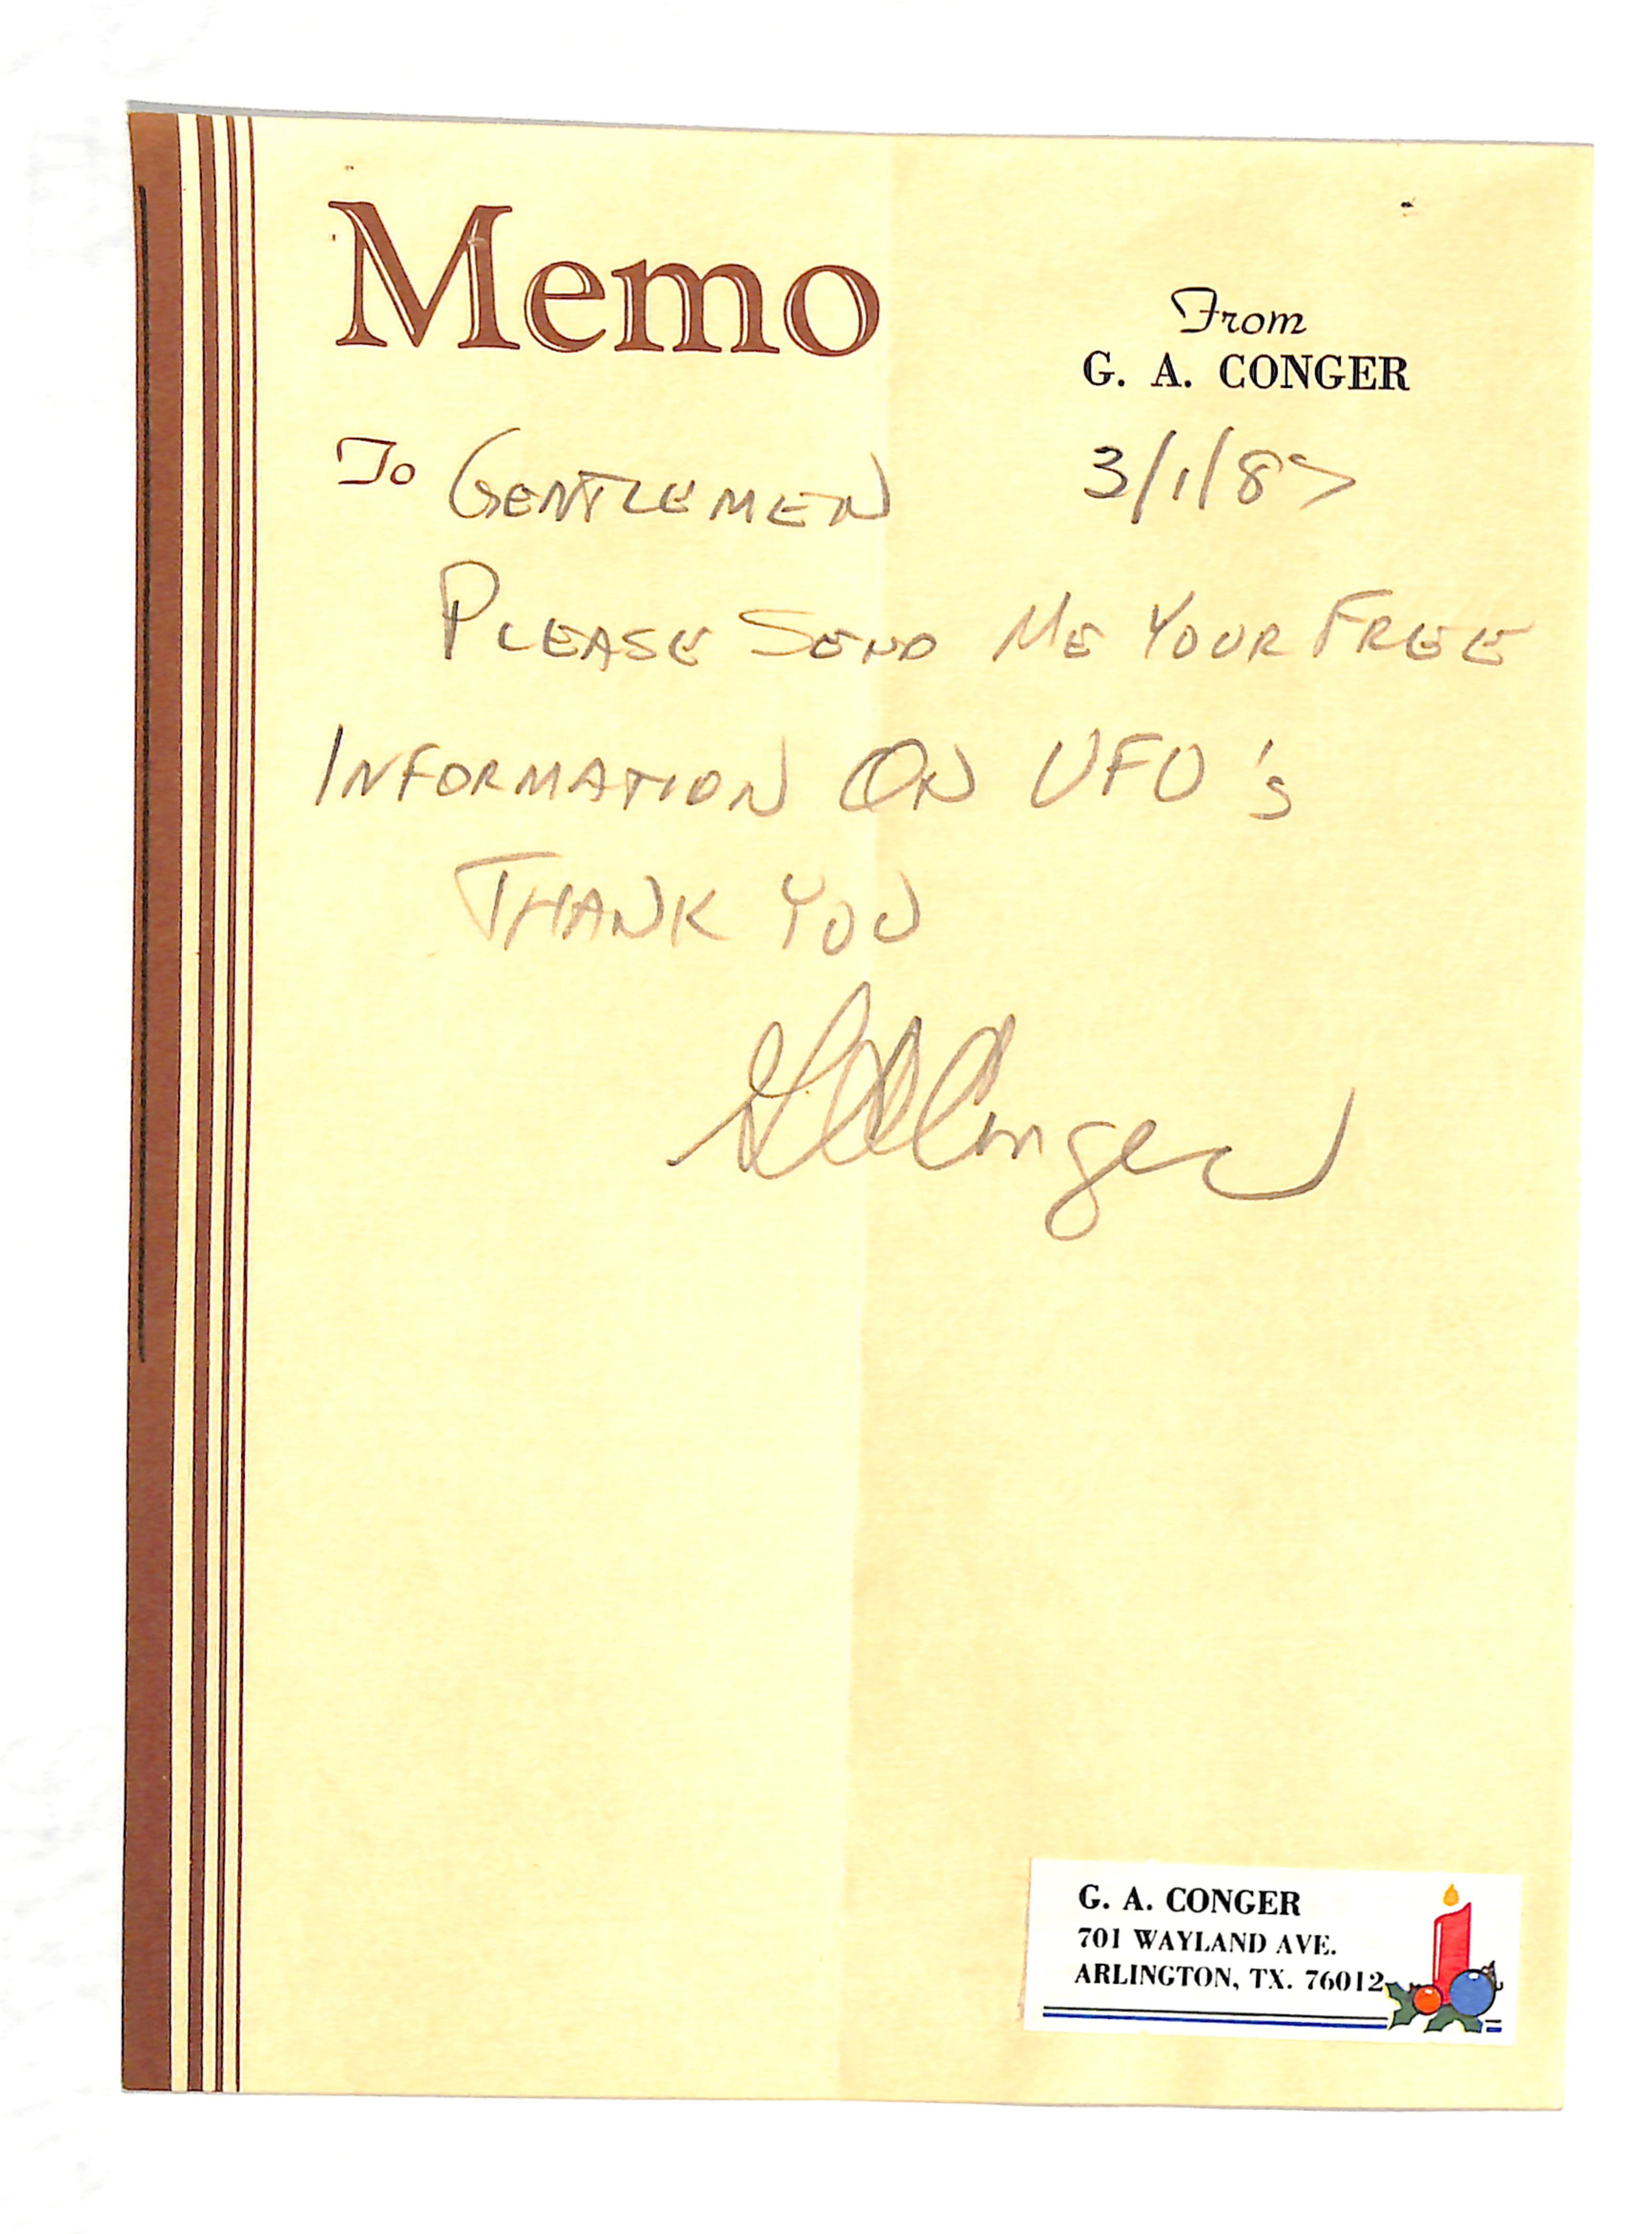 Memo
From
G. A. CONGER
To GENTLEMEN 3/1/87
PLEASE SEND ME YOUR FREE
INFORMATION ON UFO's
THANK YOU
GAConger
G. A. CONGER
701 WAYLAND AVE.
ARLINGTON, TX. 76012